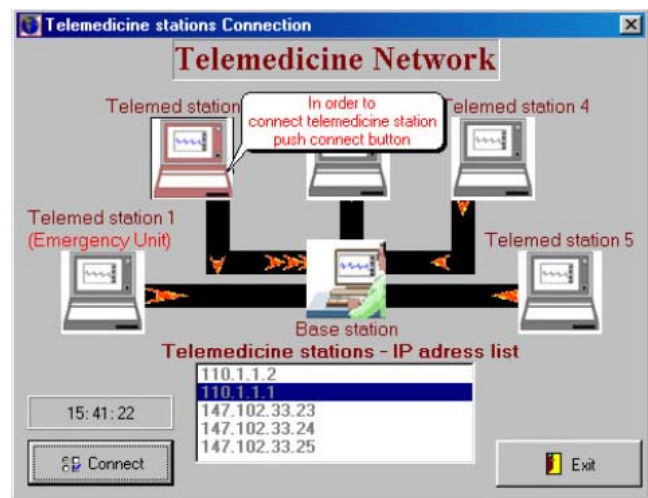 Telemedicine stations Connection
Telemedicine Network
Telemed station
In order to
connect telemedicine station
push connect button
Telemed station 4
Telemed station 1
(Emergency Unit)
Telemed station 5
Base station
Telemedicine stations - IP adress list
110.1.1.2
110.1.1.1
147.102.33.23
147.102.33.24
147.102.33.25
15:41:22
Connect
Exit